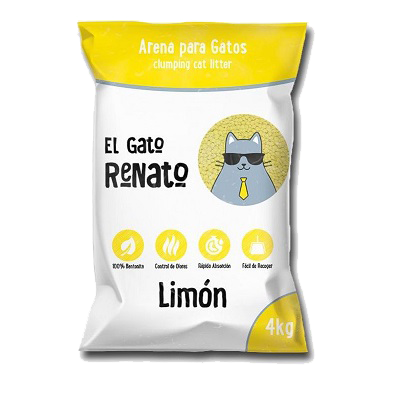 Arena para Gatos
clumping cat litter
El Gato
Renato
100% Bentonita
Control de Olores
Rápida Absorción
Fácil de Recoger
Limón
4kg